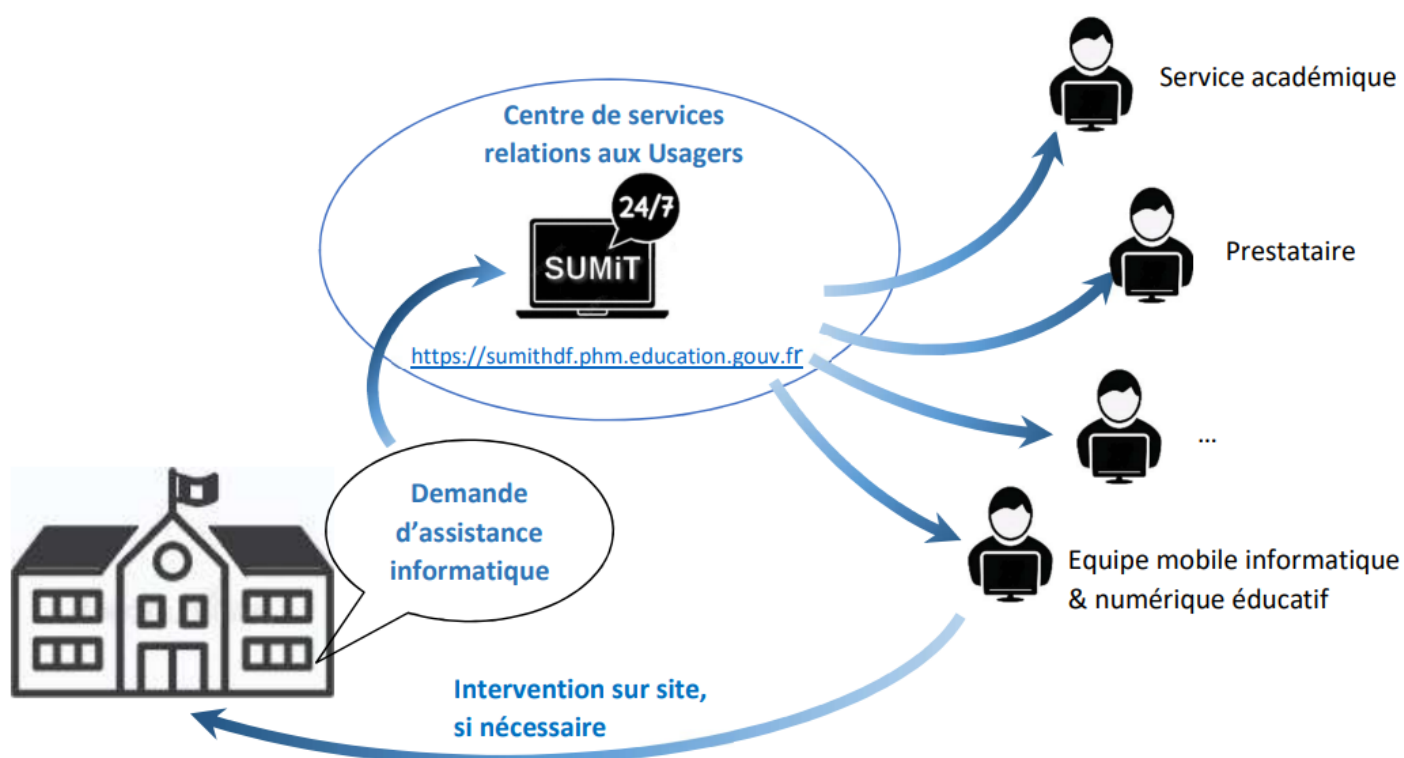 Centre de services
relations aux Usagers
24/7
SUMiT
https://sumithdf.phm.education.gouv.fr
Service académique
Prestataire
...
Equipe mobile informatique
& numérique éducatif
Demande
d’assistance
informatique
Intervention sur site,
si nécessaire